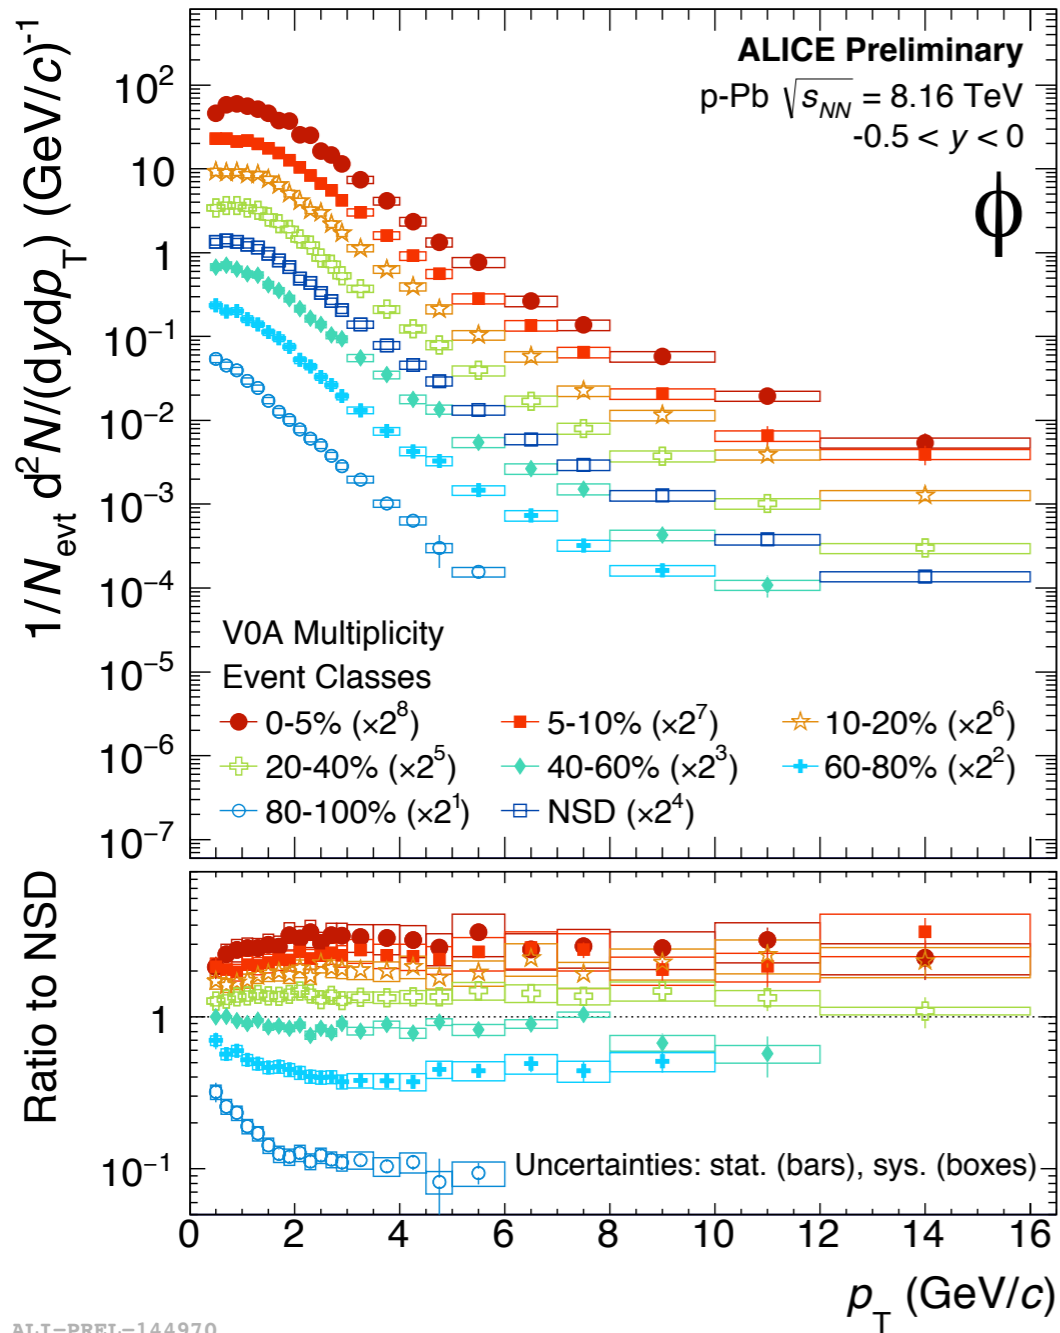 ALICE Preliminary
p-Pb √s_NN = 8.16 TeV
-0.5 < y < 0
ϕ
1/N_evt d²N/(dydp_T) (GeV/c)⁻¹
10²
10
1
10⁻¹
10⁻²
10⁻³
10⁻⁴
10⁻⁵
10⁻⁶
10⁻⁷
V0A Multiplicity
Event Classes
0-5% (×2⁸) 5-10% (×2⁷) 10-20% (×2⁶)
20-40% (×2⁵) 40-60% (×2³) 60-80% (×2²)
80-100% (×2¹) NSD (×2⁴)
Ratio to NSD
1
10⁻¹
Uncertainties: stat. (bars), sys. (boxes)
0 2 4 6 8 10 12 14 16
p_T (GeV/c)
ALI-PREL-144970